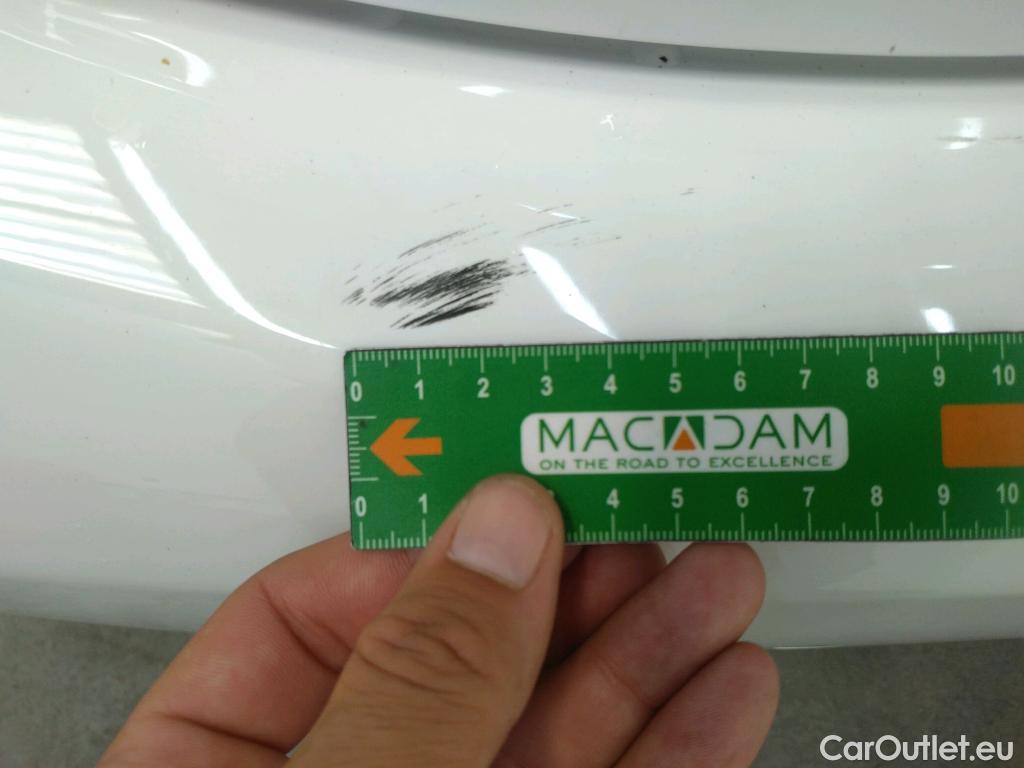 0 1 2 3 4 5 6 7 8 9 10
MACADAM
ON THE ROAD TO EXCELLENCE
0 1 4 5 6 7 8 9 10
CarOutlet.eu